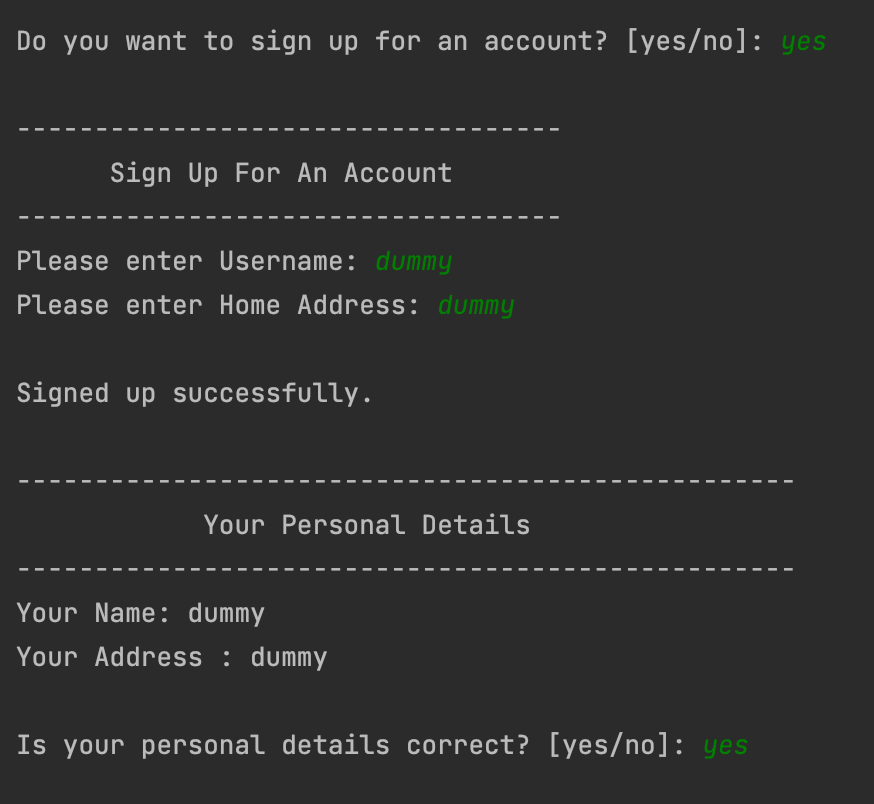 Do you want to sign up for an account? [yes/no]: yes
-----------------------------------
Sign Up For An Account
-----------------------------------
Please enter Username: dummy
Please enter Home Address: dummy
Signed up successfully.
--------------------------------------------------
Your Personal Details
--------------------------------------------------
Your Name: dummy
Your Address : dummy
Is your personal details correct? [yes/no]: yes